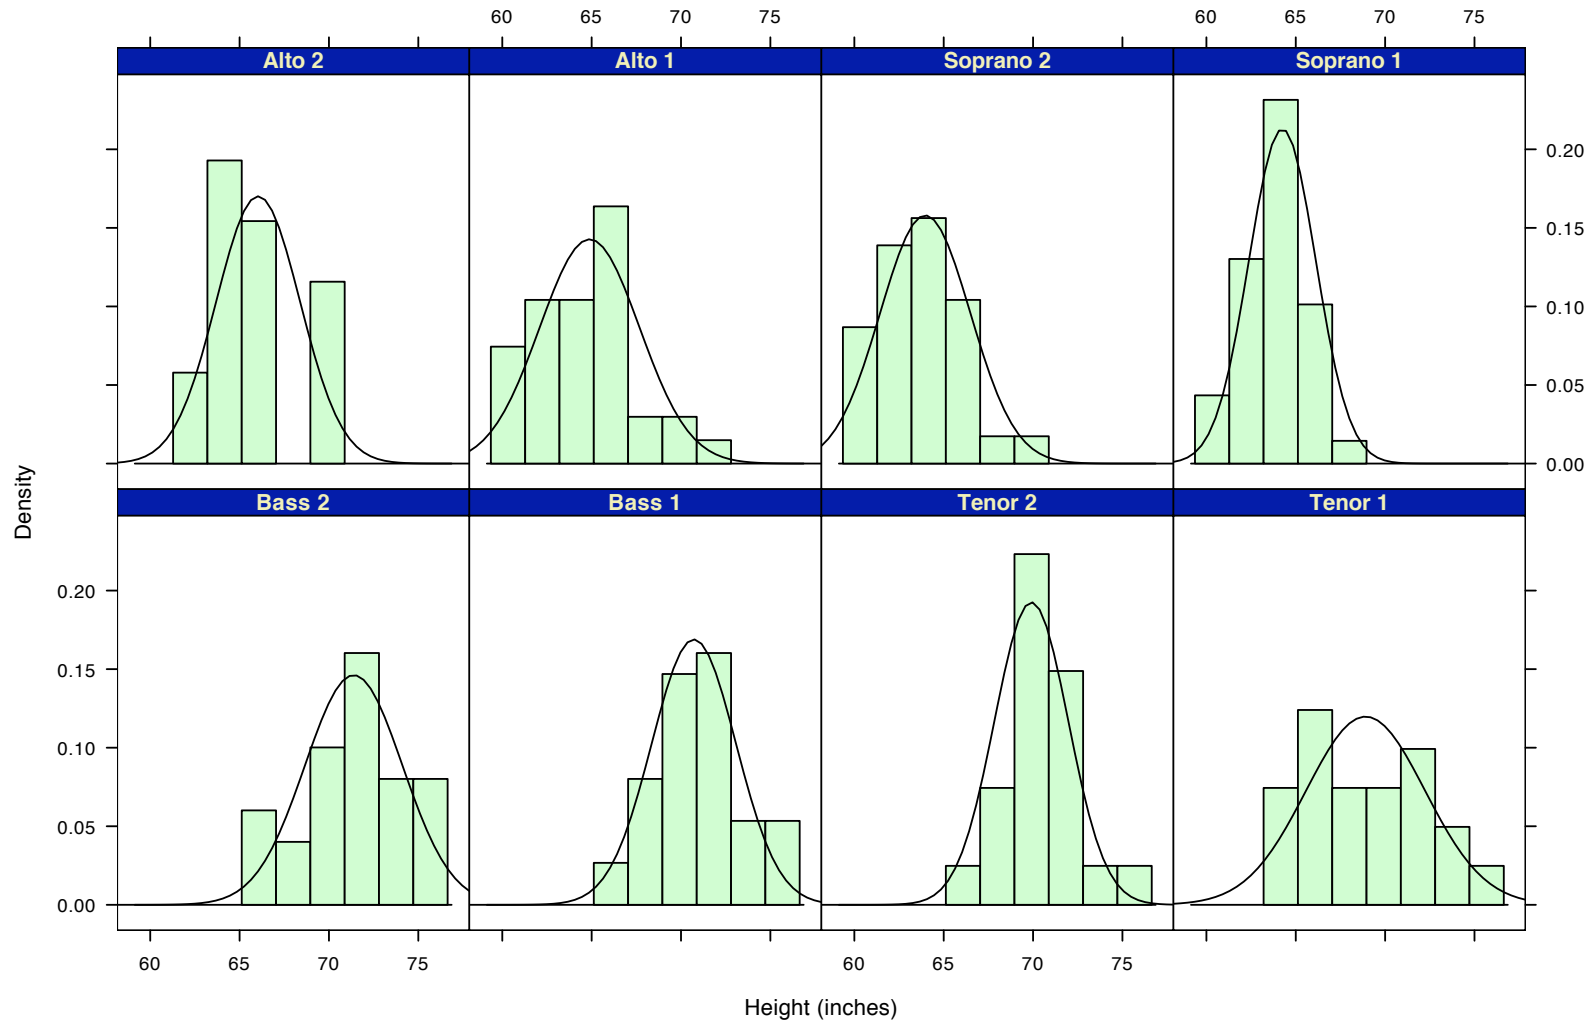 60 65 70 75 60 65 70 75
Alto 2 Alto 1 Soprano 2 Soprano 1
0.20
0.15
0.10
0.05
0.00
Density
Bass 2 Bass 1 Tenor 2 Tenor 1
0.20
0.15
0.10
0.05
0.00
60 65 70 75 60 65 70 75
Height (inches)